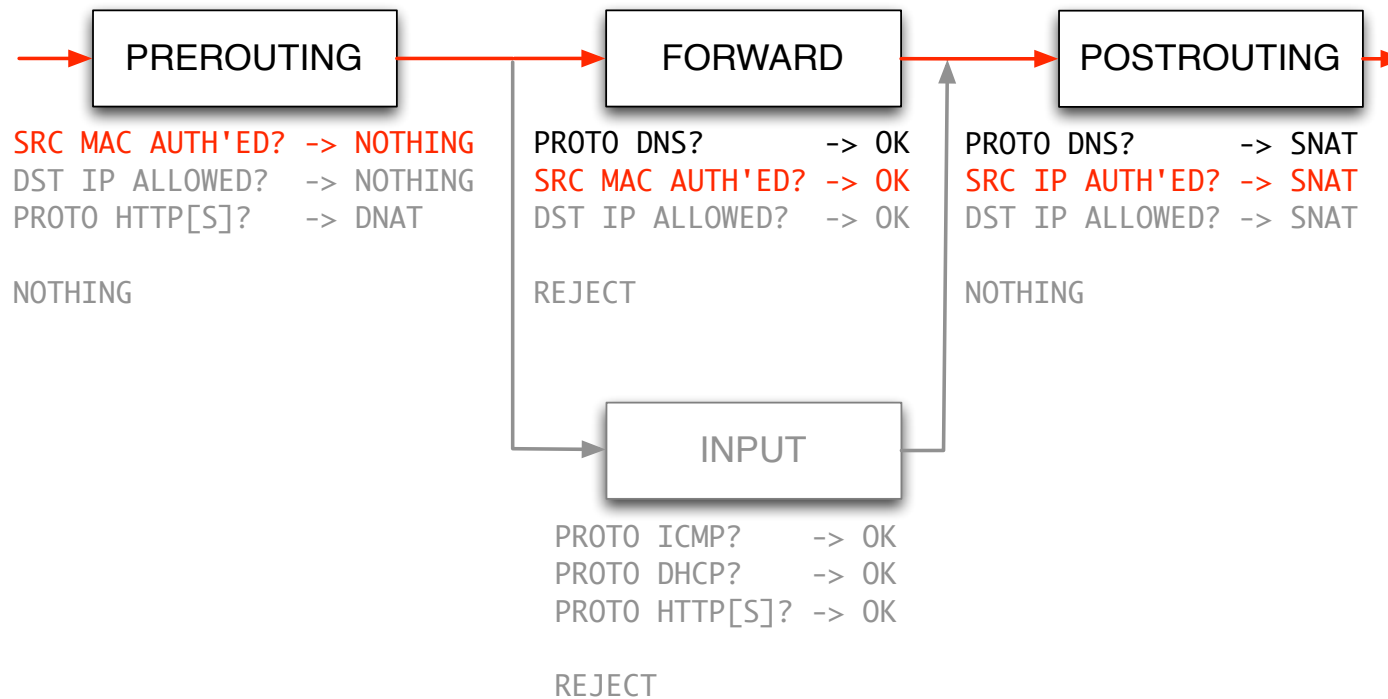 PREROUTING
SRC MAC AUTH'ED? -> NOTHING
DST IP ALLOWED? -> NOTHING
PROTO HTTP[S]? -> DNAT
NOTHING
FORWARD
PROTO DNS? -> OK
SRC MAC AUTH'ED? -> OK
DST IP ALLOWED? -> OK
REJECT
POSTROUTING
PROTO DNS? -> SNAT
SRC IP AUTH'ED? -> SNAT
DST IP ALLOWED? -> SNAT
NOTHING
INPUT
PROTO ICMP? -> OK
PROTO DHCP? -> OK
PROTO HTTP[S]? -> OK
REJECT